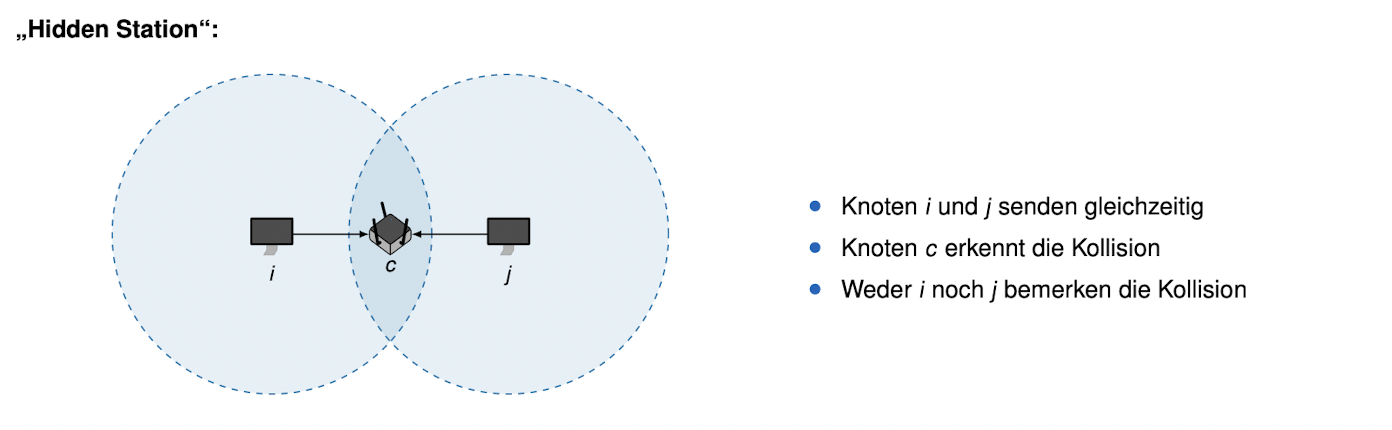 „Hidden Station“:
i
c
j
Knoten i und j senden gleichzeitig
Knoten c erkennt die Kollision
Weder i noch j bemerken die Kollision